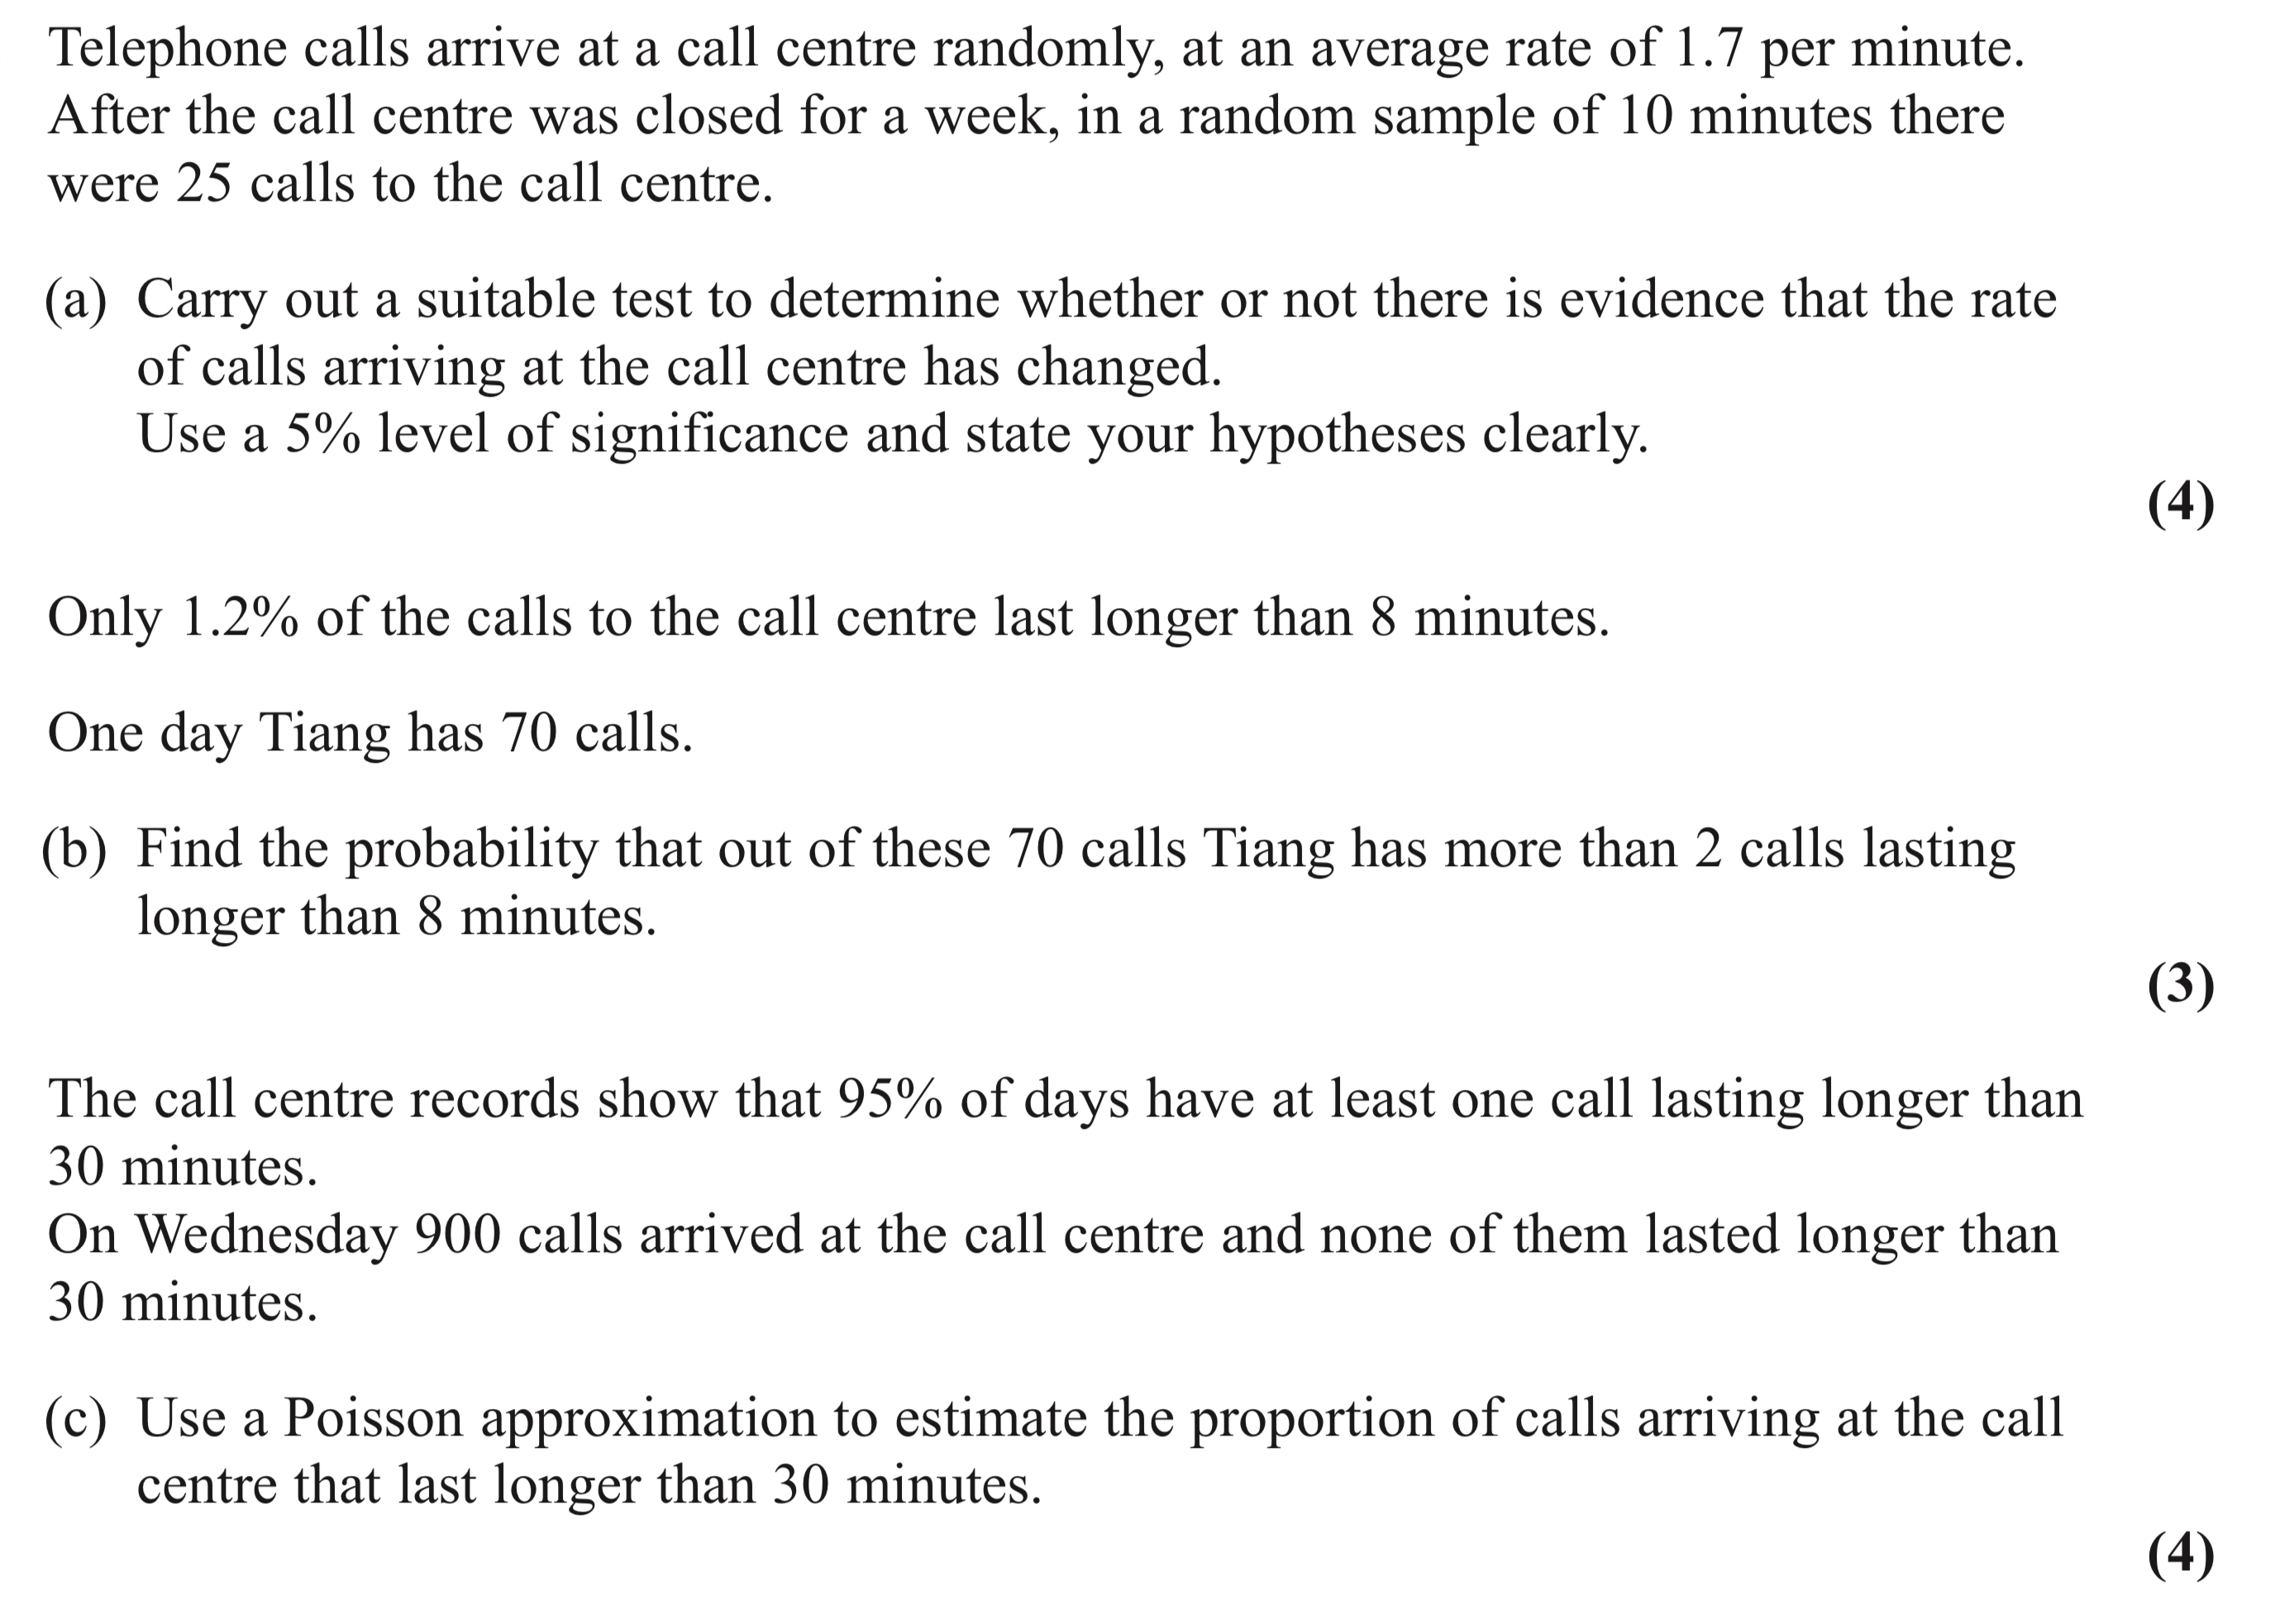 Telephone calls arrive at a call centre randomly, at an average rate of 1.7 per minute.
After the call centre was closed for a week, in a random sample of 10 minutes there
were 25 calls to the call centre.
(a) Carry out a suitable test to determine whether or not there is evidence that the rate
of calls arriving at the call centre has changed.
Use a 5% level of significance and state your hypotheses clearly.
(4)
Only 1.2% of the calls to the call centre last longer than 8 minutes.
One day Tiang has 70 calls.
(b) Find the probability that out of these 70 calls Tiang has more than 2 calls lasting
longer than 8 minutes.
(3)
The call centre records show that 95% of days have at least one call lasting longer than
30 minutes.
On Wednesday 900 calls arrived at the call centre and none of them lasted longer than
30 minutes.
(c) Use a Poisson approximation to estimate the proportion of calls arriving at the call
centre that last longer than 30 minutes.
(4)